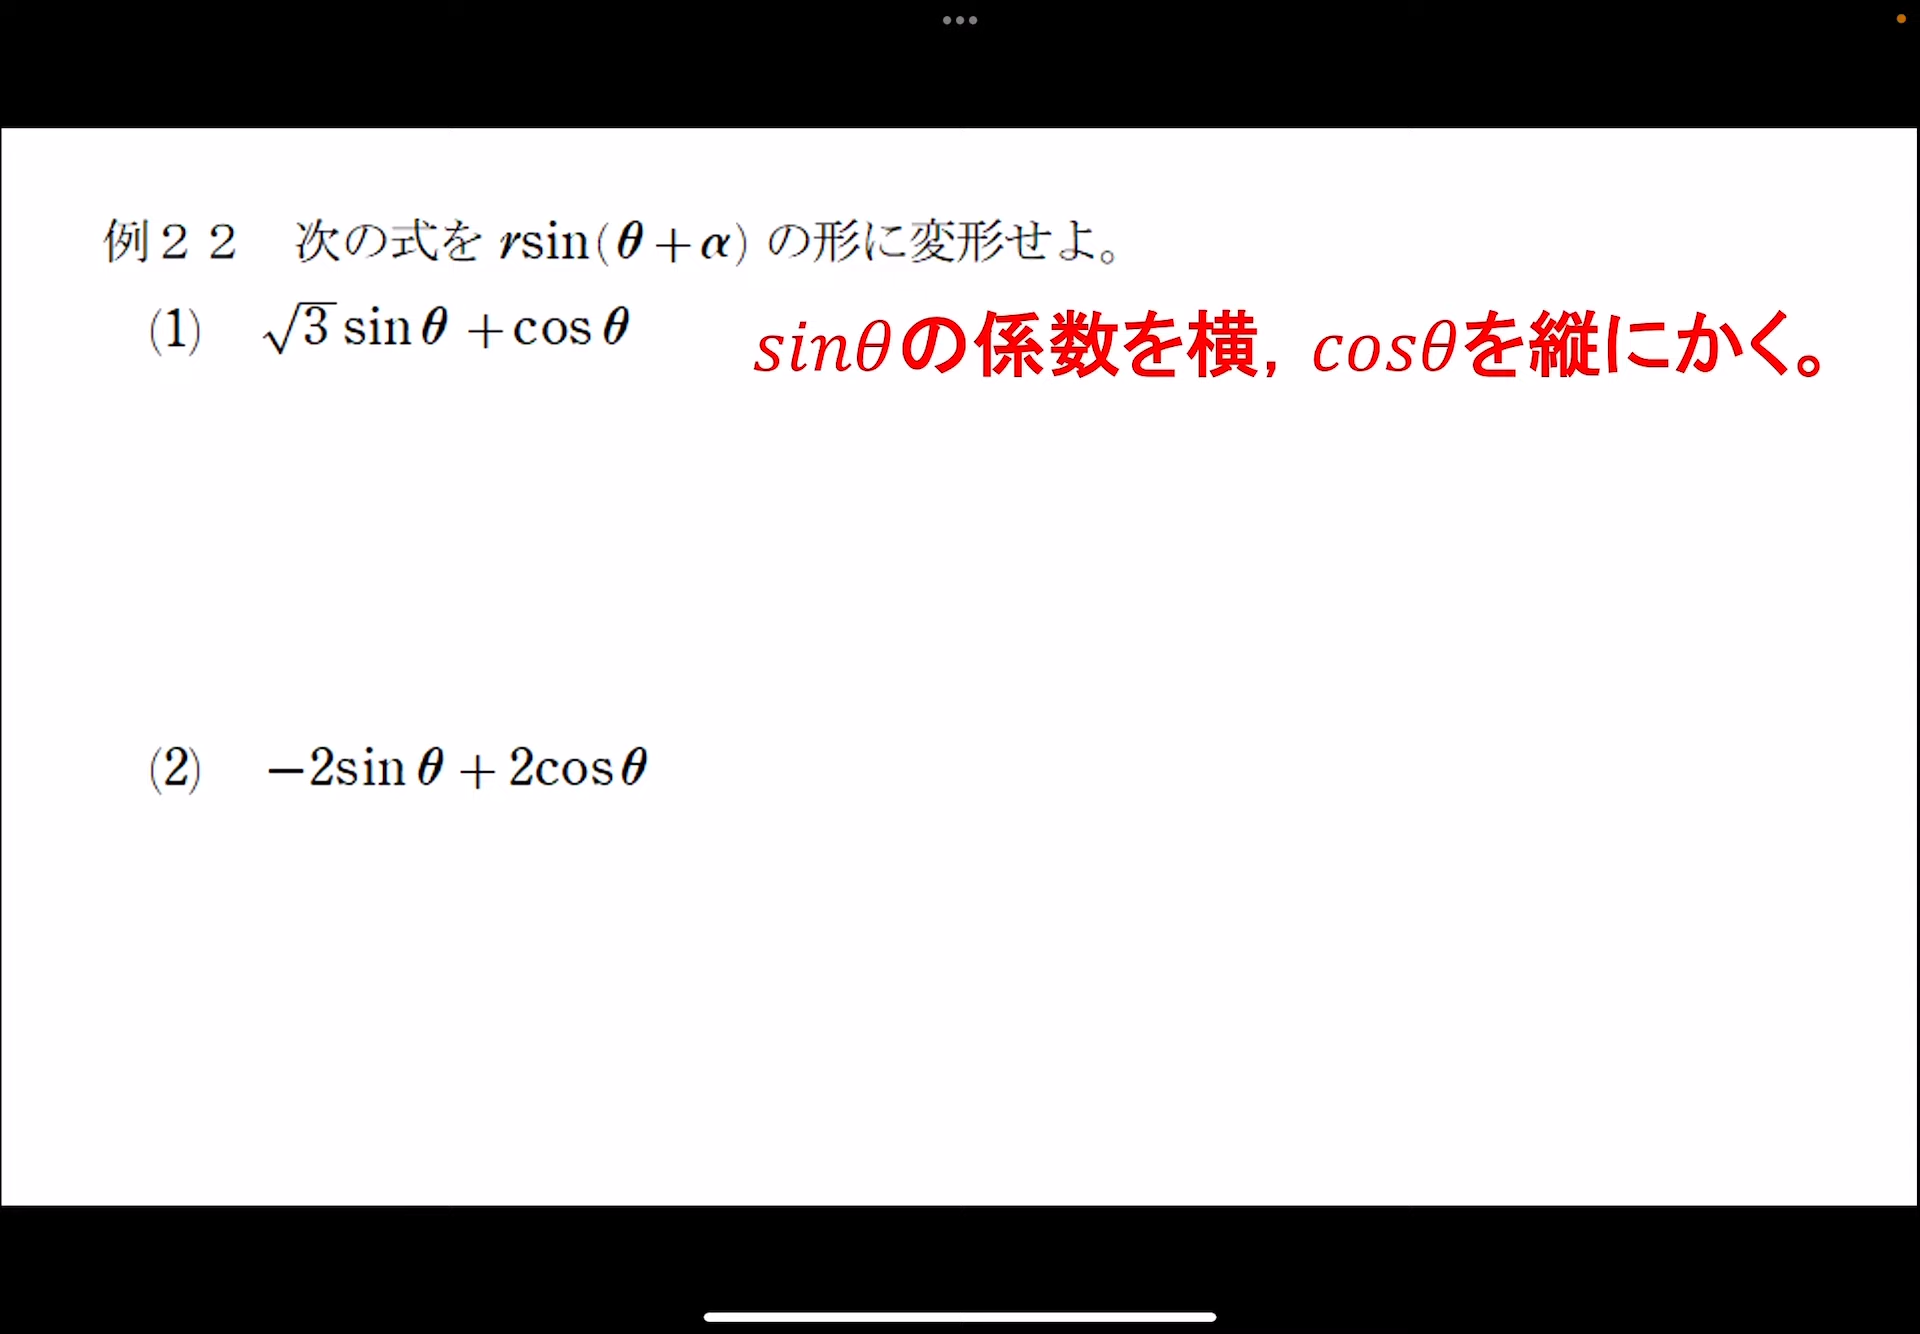 例２２　次の式を rsin(θ+α) の形に変形せよ。
(1)　√3 sinθ+cosθ
sinθの係数を横, cosθを縦にかく。
(2)　−2sinθ+2cosθ